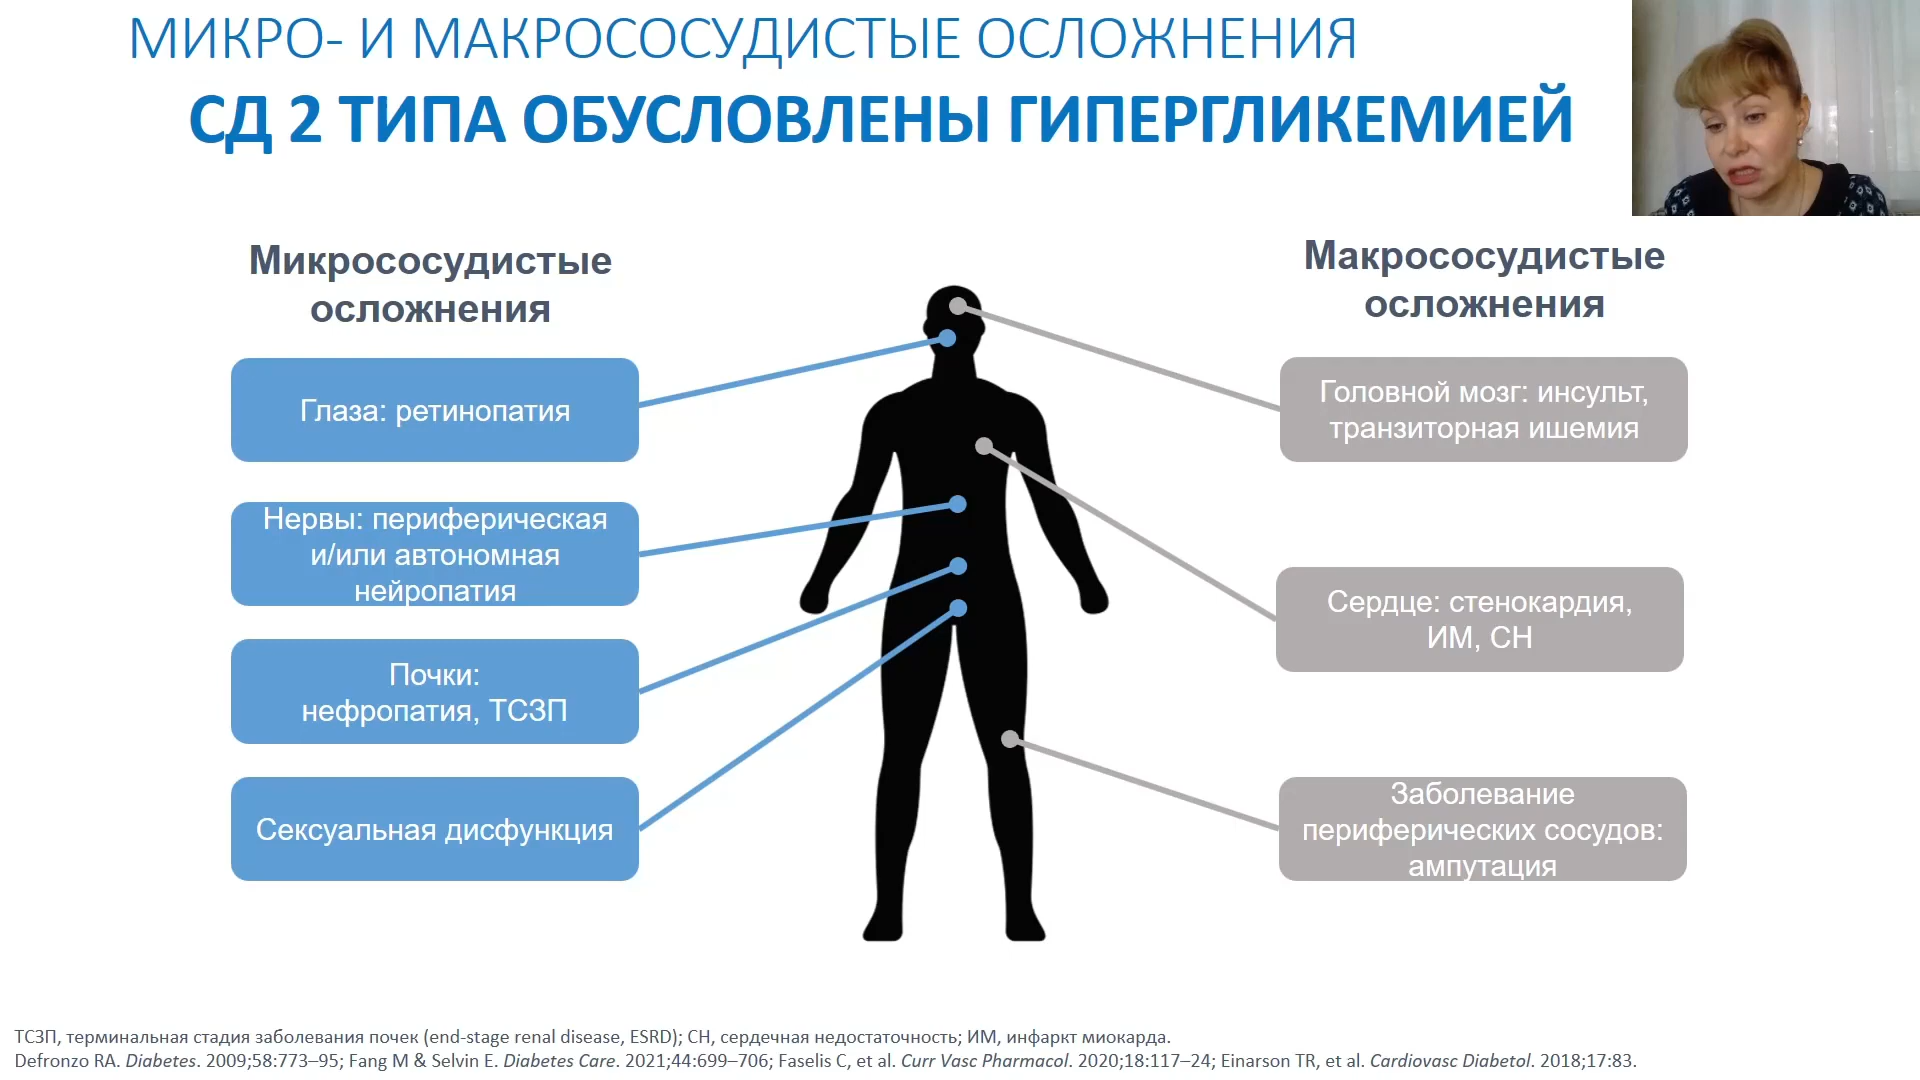 МИКРО- И МАКРОСОСУДИСТЫЕ ОСЛОЖНЕНИЯ
СД 2 ТИПА ОБУСЛОВЛЕНЫ ГИПЕРГЛИКЕМИЕЙ
Микрососудистые
осложнения
Глаза: ретинопатия
Нервы: периферическая
и/или автономная
нейропатия
Почки:
нефропатия, ТСЗП
Сексуальная дисфункция
Макрососудистые
осложнения
Головной мозг: инсульт,
транзиторная ишемия
Сердце: стенокардия,
ИМ, СН
Заболевание
периферических сосудов:
ампутация
ТСЗП, терминальная стадия заболевания почек (end-stage renal disease, ESRD); СН, сердечная недостаточность; ИМ, инфаркт миокарда.
Defronzo RA. Diabetes. 2009;58:773–95; Fang M & Selvin E. Diabetes Care. 2021;44:699–706; Faselis C, et al. Curr Vasc Pharmacol. 2020;18:117–24; Einarson TR, et al. Cardiovasc Diabetol. 2018;17:83.